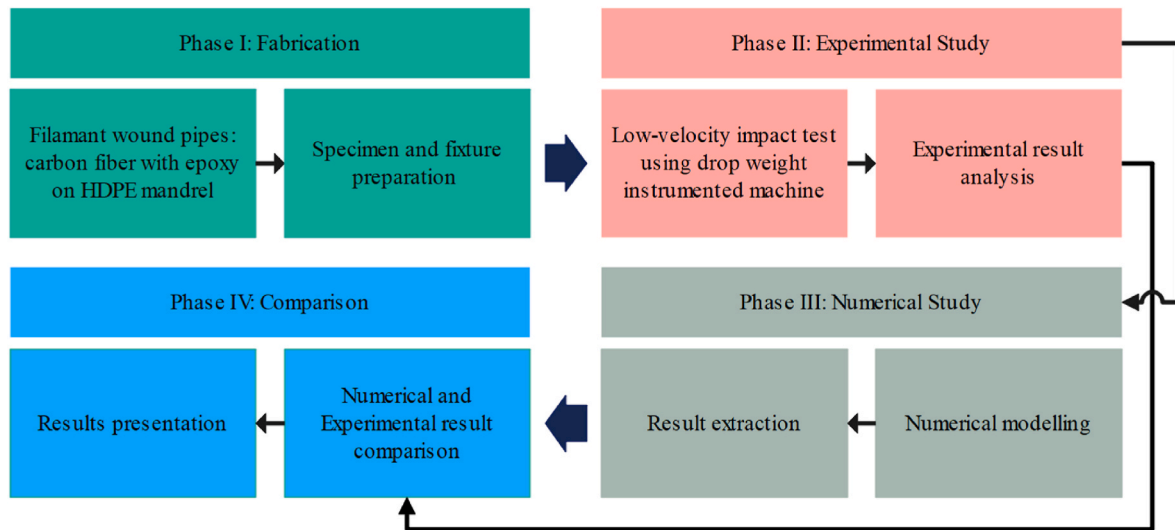 Phase I: Fabrication
Filamant wound pipes:
carbon fiber with epoxy
on HDPE mandrel
Specimen and fixture
preparation
Phase II: Experimental Study
Low-velocity impact test
using drop weight
instrumented machine
Experimental result
analysis
Phase III: Numerical Study
Numerical modelling
Result extraction
Phase IV: Comparison
Numerical and
Experimental result
comparison
Results presentation